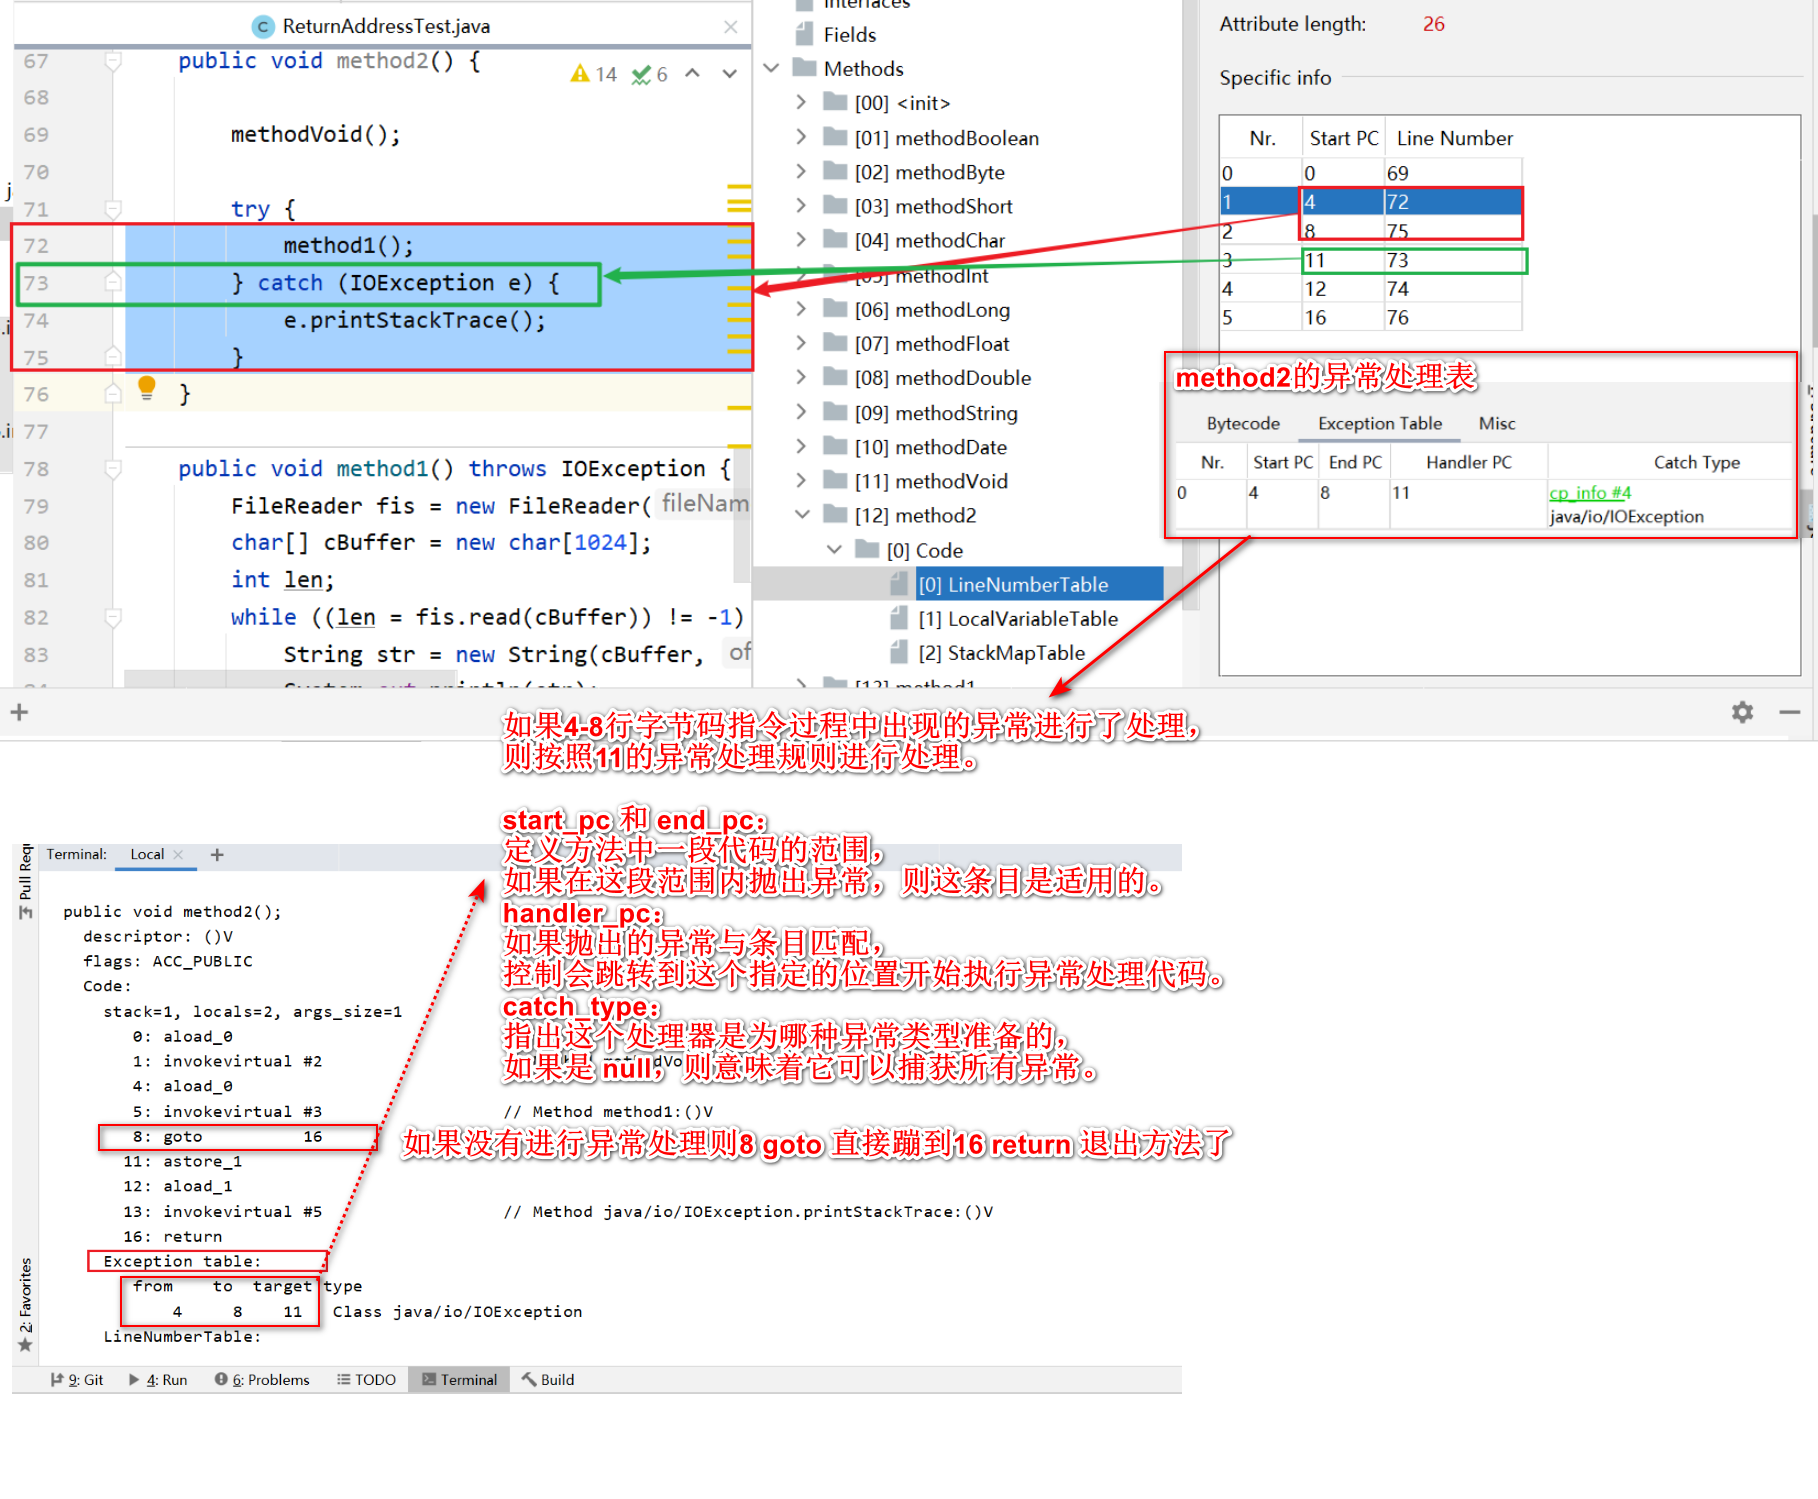 ReturnAddressTest.java
67 public void method2() {
14 6
68
69 methodVoid();
70
71 try {
72 method1();
73 } catch (IOException e) {
74 e.printStackTrace();
75 }
76 }
77
78 public void method1() throws IOException {
79 FileReader fis = new FileReader( fileNam
80 char[] cBuffer = new char[1024];
81 int len;
82 while ((len = fis.read(cBuffer)) != -1)
83 String str = new String(cBuffer, of
Interfaces
Fields
Methods
[00] <init>
[01] methodBoolean
[02] methodByte
[03] methodShort
[04] methodChar
[05] methodInt
[06] methodLong
[07] methodFloat
[08] methodDouble
[09] methodString
[10] methodDate
[11] methodVoid
[12] method2
[0] Code
[0] LineNumberTable
[1] LocalVariableTable
[2] StackMapTable
[13] method1
Attribute length: 26
Specific info
Nr. Start PC Line Number
0 0 69
1 4 72
2 8 75
3 11 73
4 12 74
5 16 76
method2的异常处理表
Bytecode Exception Table Misc
Nr. Start PC End PC Handler PC Catch Type
0 4 8 11 cp_info #4
java/io/IOException
如果4-8行字节码指令过程中出现的异常进行了处理，
则按照11的异常处理规则进行处理。
start_pc 和 end_pc：
定义方法中一段代码的范围，
如果在这段范围内抛出异常，则这条目是适用的。
handler_pc：
如果抛出的异常与条目匹配，
控制会跳转到这个指定的位置开始执行异常处理代码。
catch_type：
指出这个处理器是为哪种异常类型准备的，
如果是 null，则意味着它可以捕获所有异常。
Pull Requ
Terminal: Local
public void method2();
descriptor: ()V
flags: ACC_PUBLIC
Code:
stack=1, locals=2, args_size=1
0: aload_0
1: invokevirtual #2
4: aload_0
5: invokevirtual #3 // Method method1:()V
8: goto 16
如果没有进行异常处理则8 goto 直接蹦到16 return 退出方法了
11: astore_1
12: aload_1
13: invokevirtual #5 // Method java/io/IOException.printStackTrace:()V
16: return
Exception table:
from to target type
4 8 11 Class java/io/IOException
LineNumberTable:
2: Favorites
9: Git 4: Run 6: Problems TODO Terminal Build